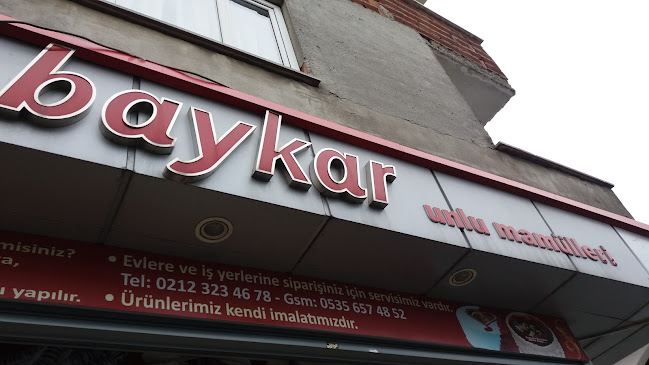 baykar
unlu mamülleri
misiniz?
yapılır.
• Evlere ve iş yerlerine siparişiniz için servisimiz vardır.
Tel: 0212 323 46 78 - Gsm: 0535 657 48 52
• Ürünlerimiz kendi imalatımızdır.